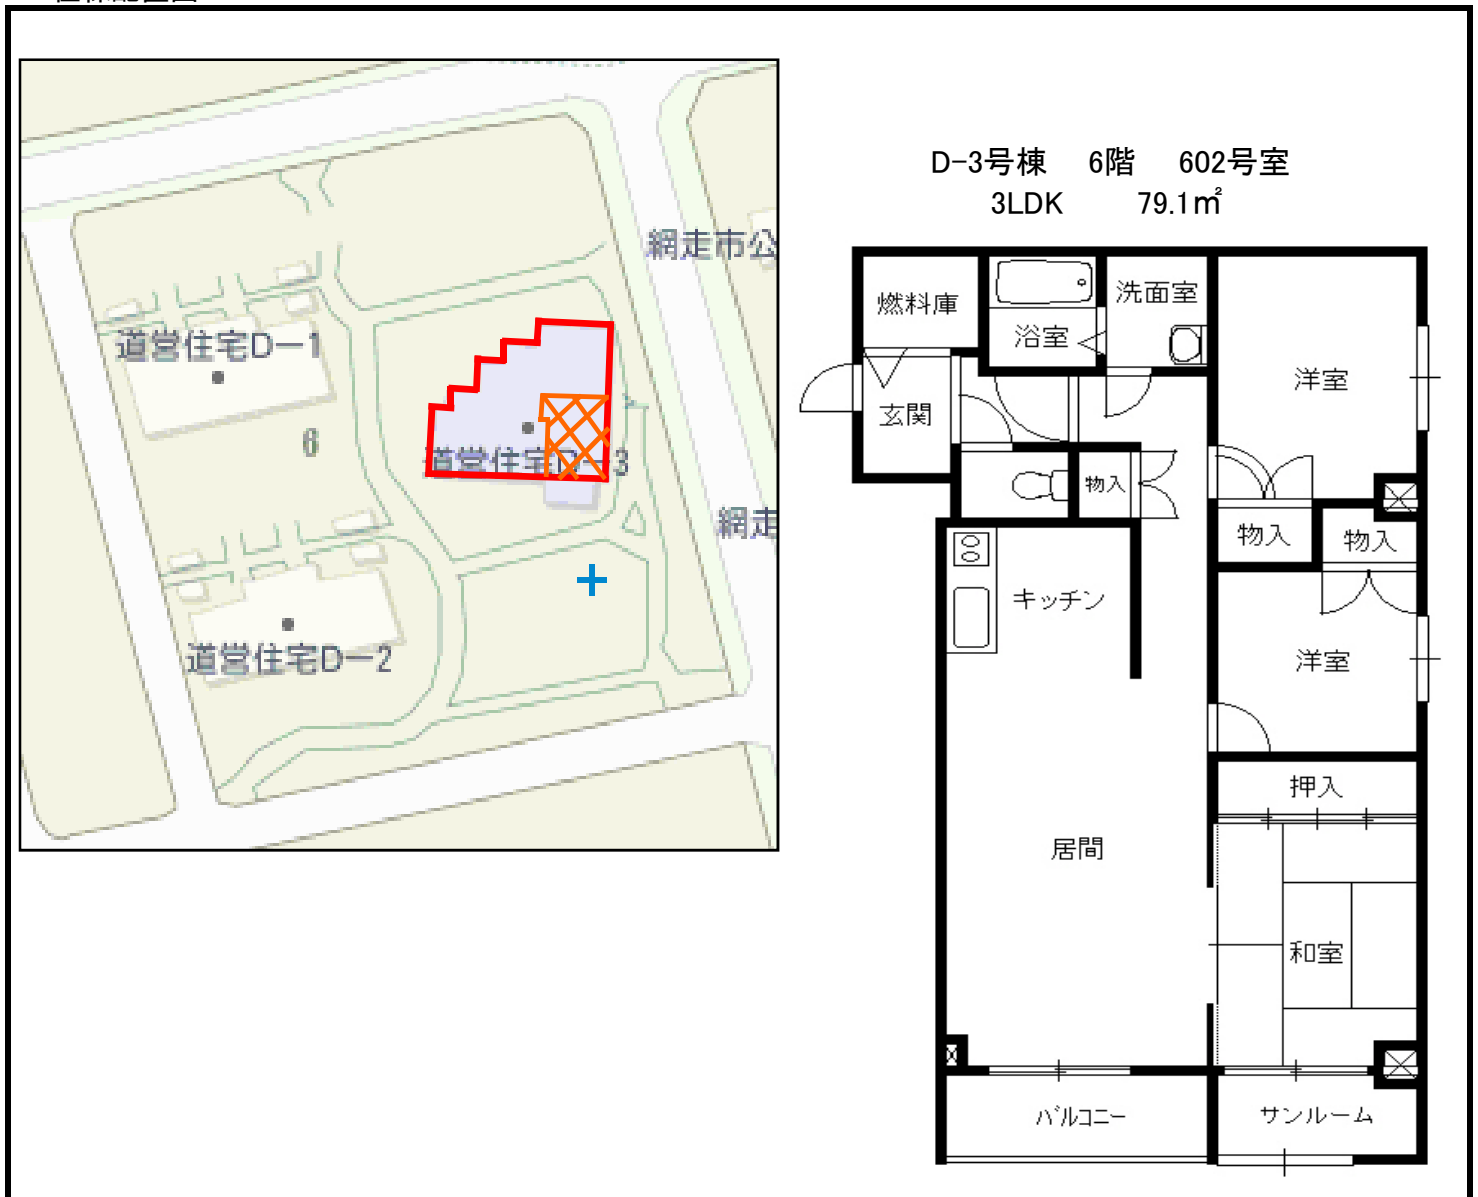 網走市公
道営住宅D-1
6
道営住宅D-3
網走
道営住宅D-2
D-3号棟 6階 602号室
3LDK 79.1㎡
燃料庫
浴室
洗面室
洋室
玄関
物入
物入
物入
キッチン
洋室
押入
居間
和室
バルコニー
サンルーム